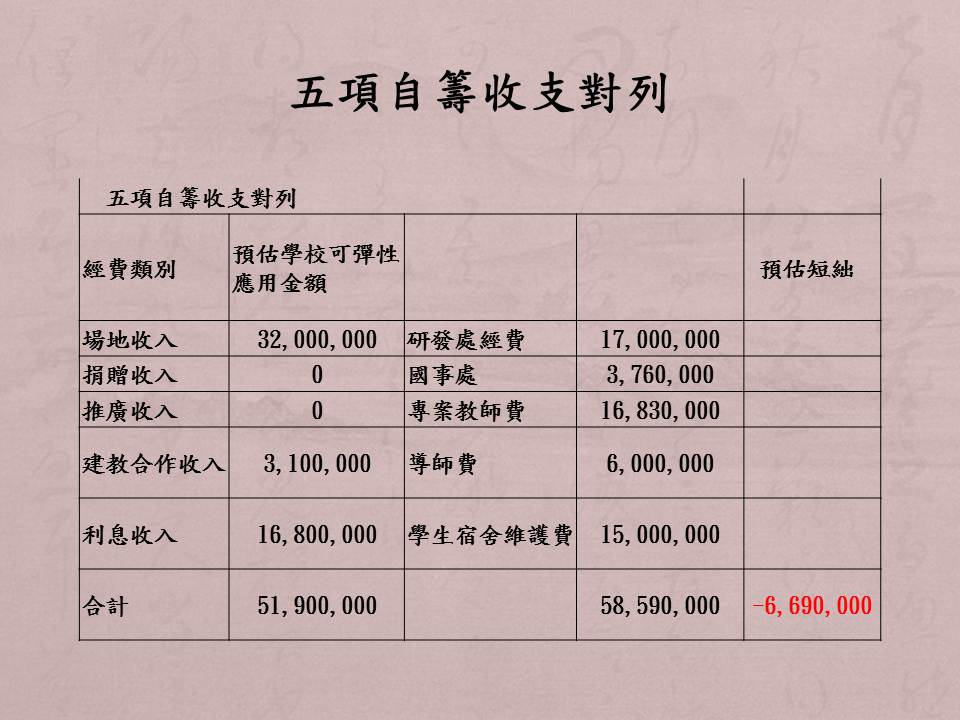 五項自籌收支對列
五項自籌收支對列
經費類別 預估學校可彈性應用金額 預估短絀
場地收入 32,000,000 研發處經費 17,000,000
捐贈收入 0 國事處 3,760,000
推廣收入 0 專案教師費 16,830,000
建教合作收入 3,100,000 導師費 6,000,000
利息收入 16,800,000 學生宿舍維護費 15,000,000
合計 51,900,000 58,590,000 -6,690,000